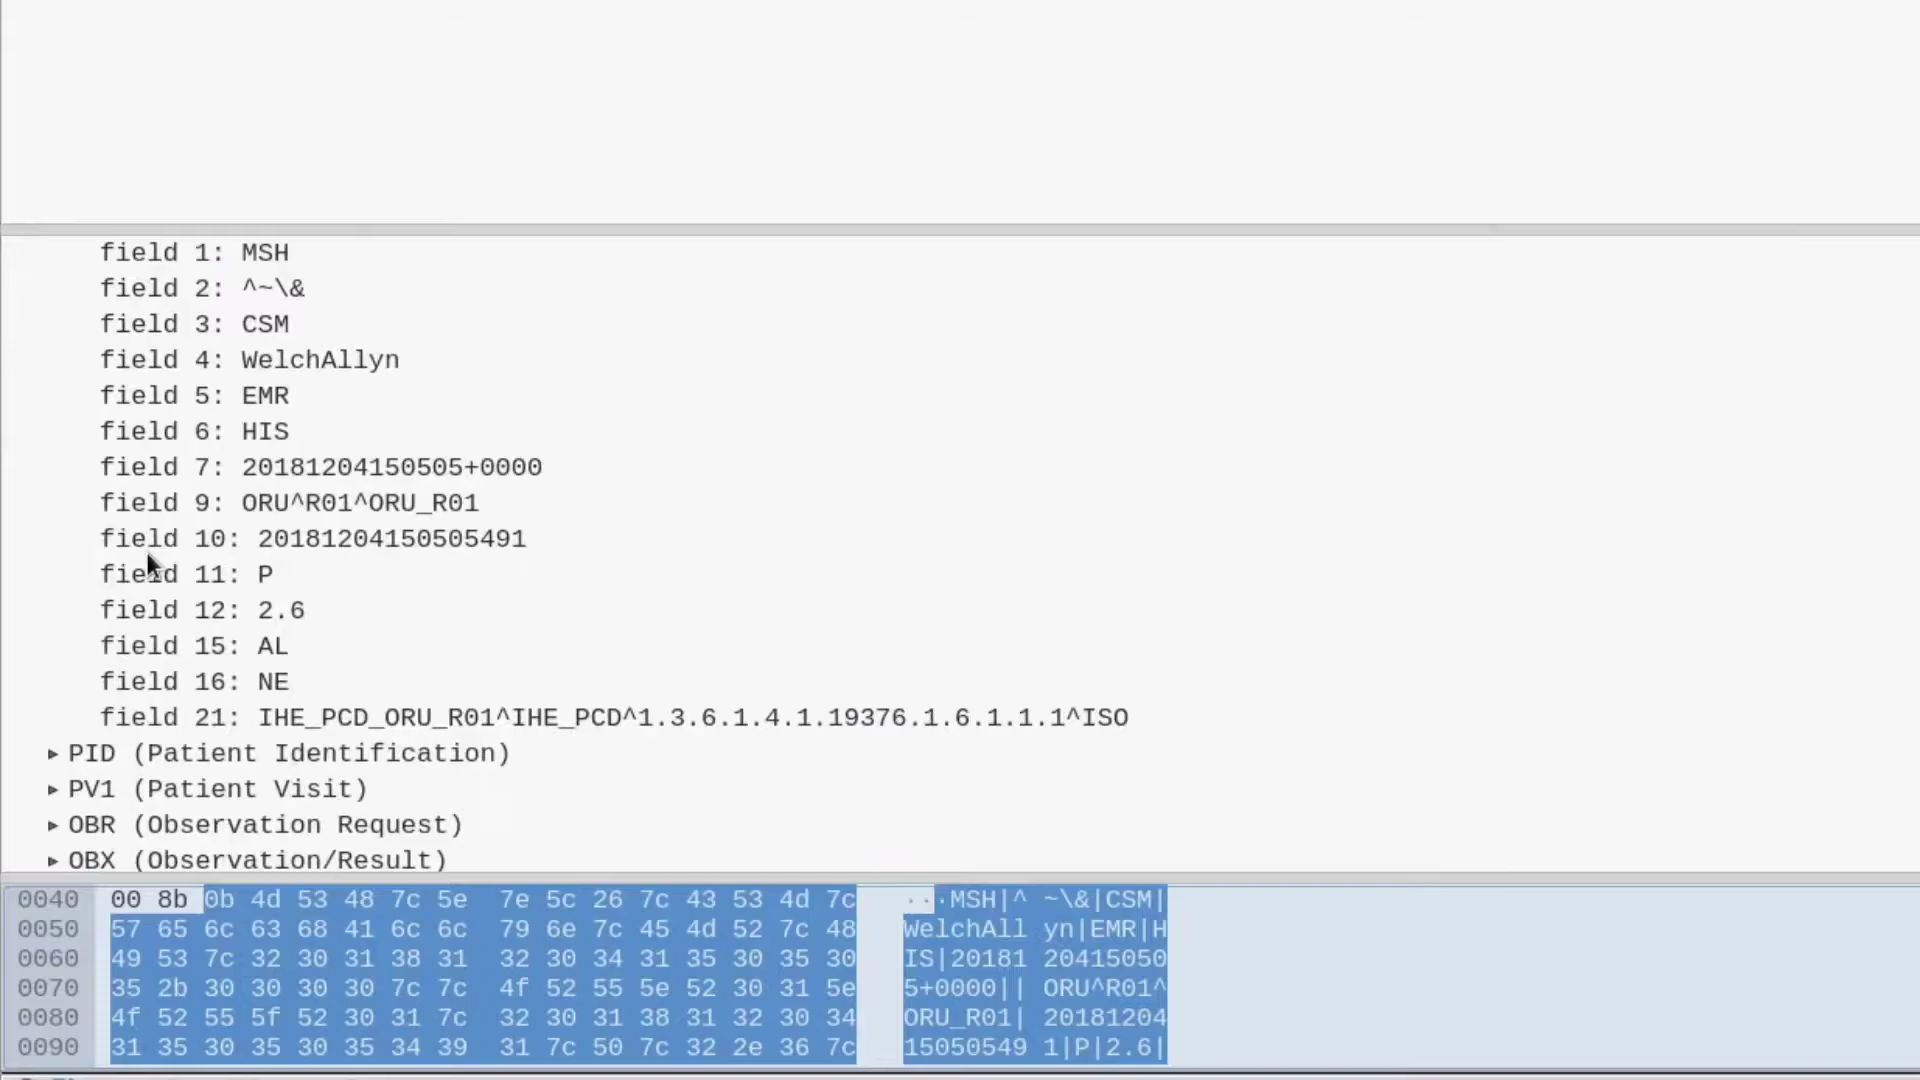 field 1: MSH
field 2: ^~\&
field 3: CSM
field 4: WelchAllyn
field 5: EMR
field 6: HIS
field 7: 20181204150505+0000
field 9: ORU^R01^ORU_R01
field 10: 20181204150505491
field 11: P
field 12: 2.6
field 15: AL
field 16: NE
field 21: IHE_PCD_ORU_R01^IHE_PCD^1.3.6.1.4.1.19376.1.6.1.1.1^ISO
▸ PID (Patient Identification)
▸ PV1 (Patient Visit)
▸ OBR (Observation Request)
▸ OBX (Observation/Result)
0040 00 8b 0b 4d 53 48 7c 5e 7e 5c 26 7c 43 53 4d 7c ···MSH|^ ~\&|CSM|
0050 57 65 6c 63 68 41 6c 6c 79 6e 7c 45 4d 52 7c 48 WelchAll yn|EMR|H
0060 49 53 7c 32 30 31 38 31 32 30 34 31 35 30 35 30 IS|20181 20415050
0070 35 2b 30 30 30 30 7c 7c 4f 52 55 5e 52 30 31 5e 5+0000|| ORU^R01^
0080 4f 52 55 5f 52 30 31 7c 32 30 31 38 31 32 30 34 ORU_R01| 20181204
0090 31 35 30 35 30 35 34 39 31 7c 50 7c 32 2e 36 7c 15050549 1|P|2.6|